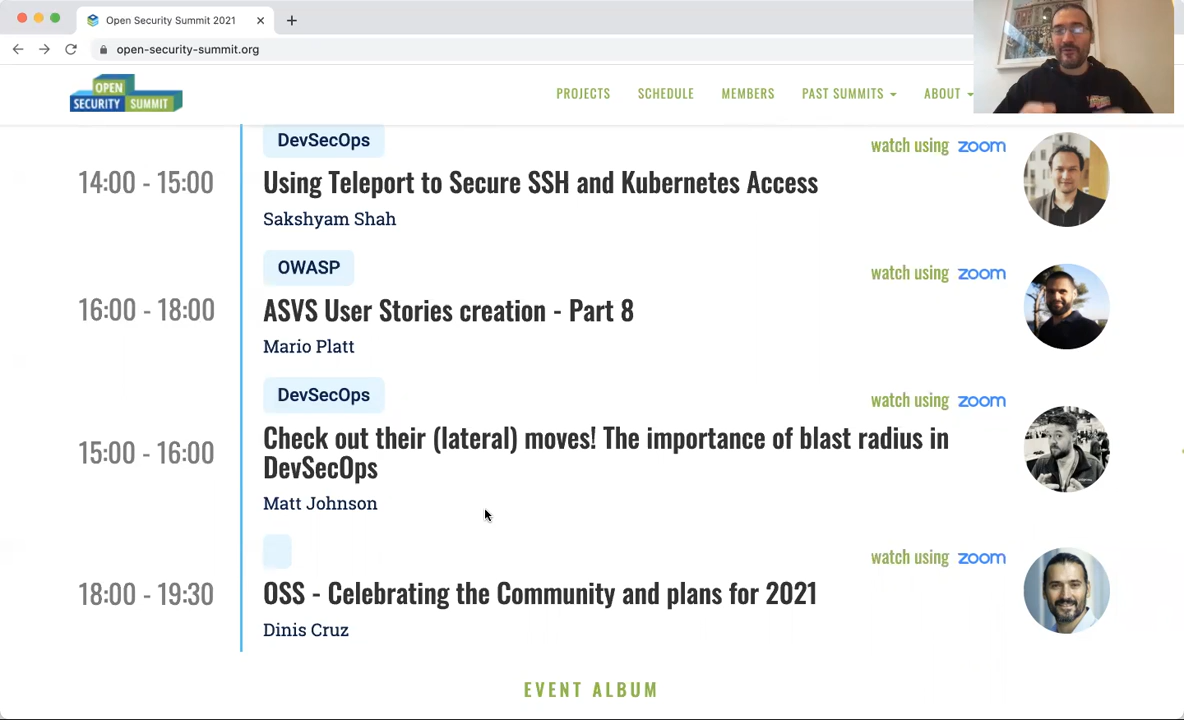 Open Security Summit 2021
open-security-summit.org
OPEN
SECURITY SUMMIT
PROJECTS SCHEDULE MEMBERS PAST SUMMITS ABOUT
DevSecOps
watch using zoom
14:00 - 15:00
Using Teleport to Secure SSH and Kubernetes Access
Sakshyam Shah
OWASP
watch using zoom
16:00 - 18:00
ASVS User Stories creation - Part 8
Mario Platt
DevSecOps
watch using zoom
15:00 - 16:00
Check out their (lateral) moves! The importance of blast radius in
DevSecOps
Matt Johnson
watch using zoom
18:00 - 19:30
OSS - Celebrating the Community and plans for 2021
Dinis Cruz
EVENT ALBUM